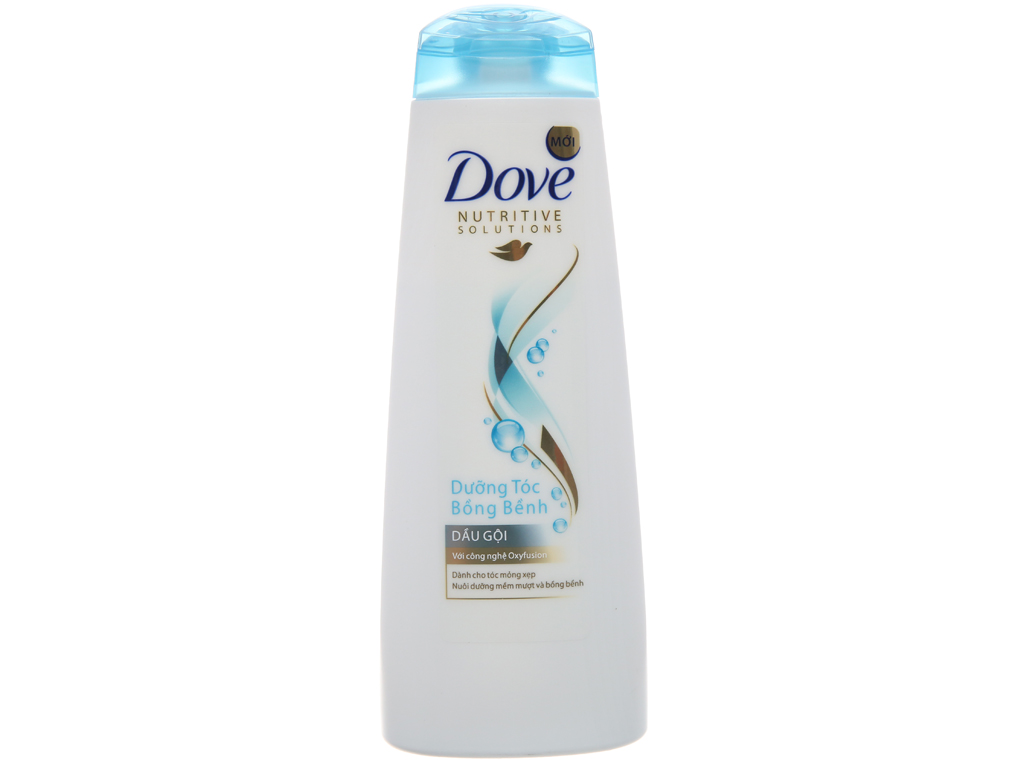 MỚI
Dove
NUTRITIVE
SOLUTIONS
Dưỡng Tóc
Bồng Bềnh
DẦU GỘI
Với công nghệ Oxyfusion
Dành cho tóc mỏng xẹp
Nuôi dưỡng mềm mượt và bồng bềnh